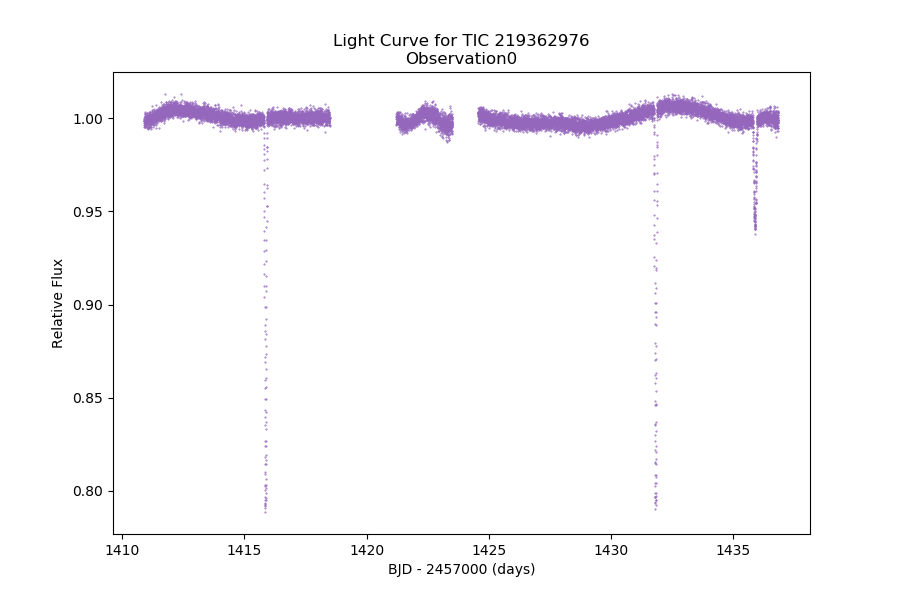 Light Curve for TIC 219362976
Observation0
Relative Flux
1.00
0.95
0.90
0.85
0.80
1410 1415 1420 1425 1430 1435
BJD - 2457000 (days)